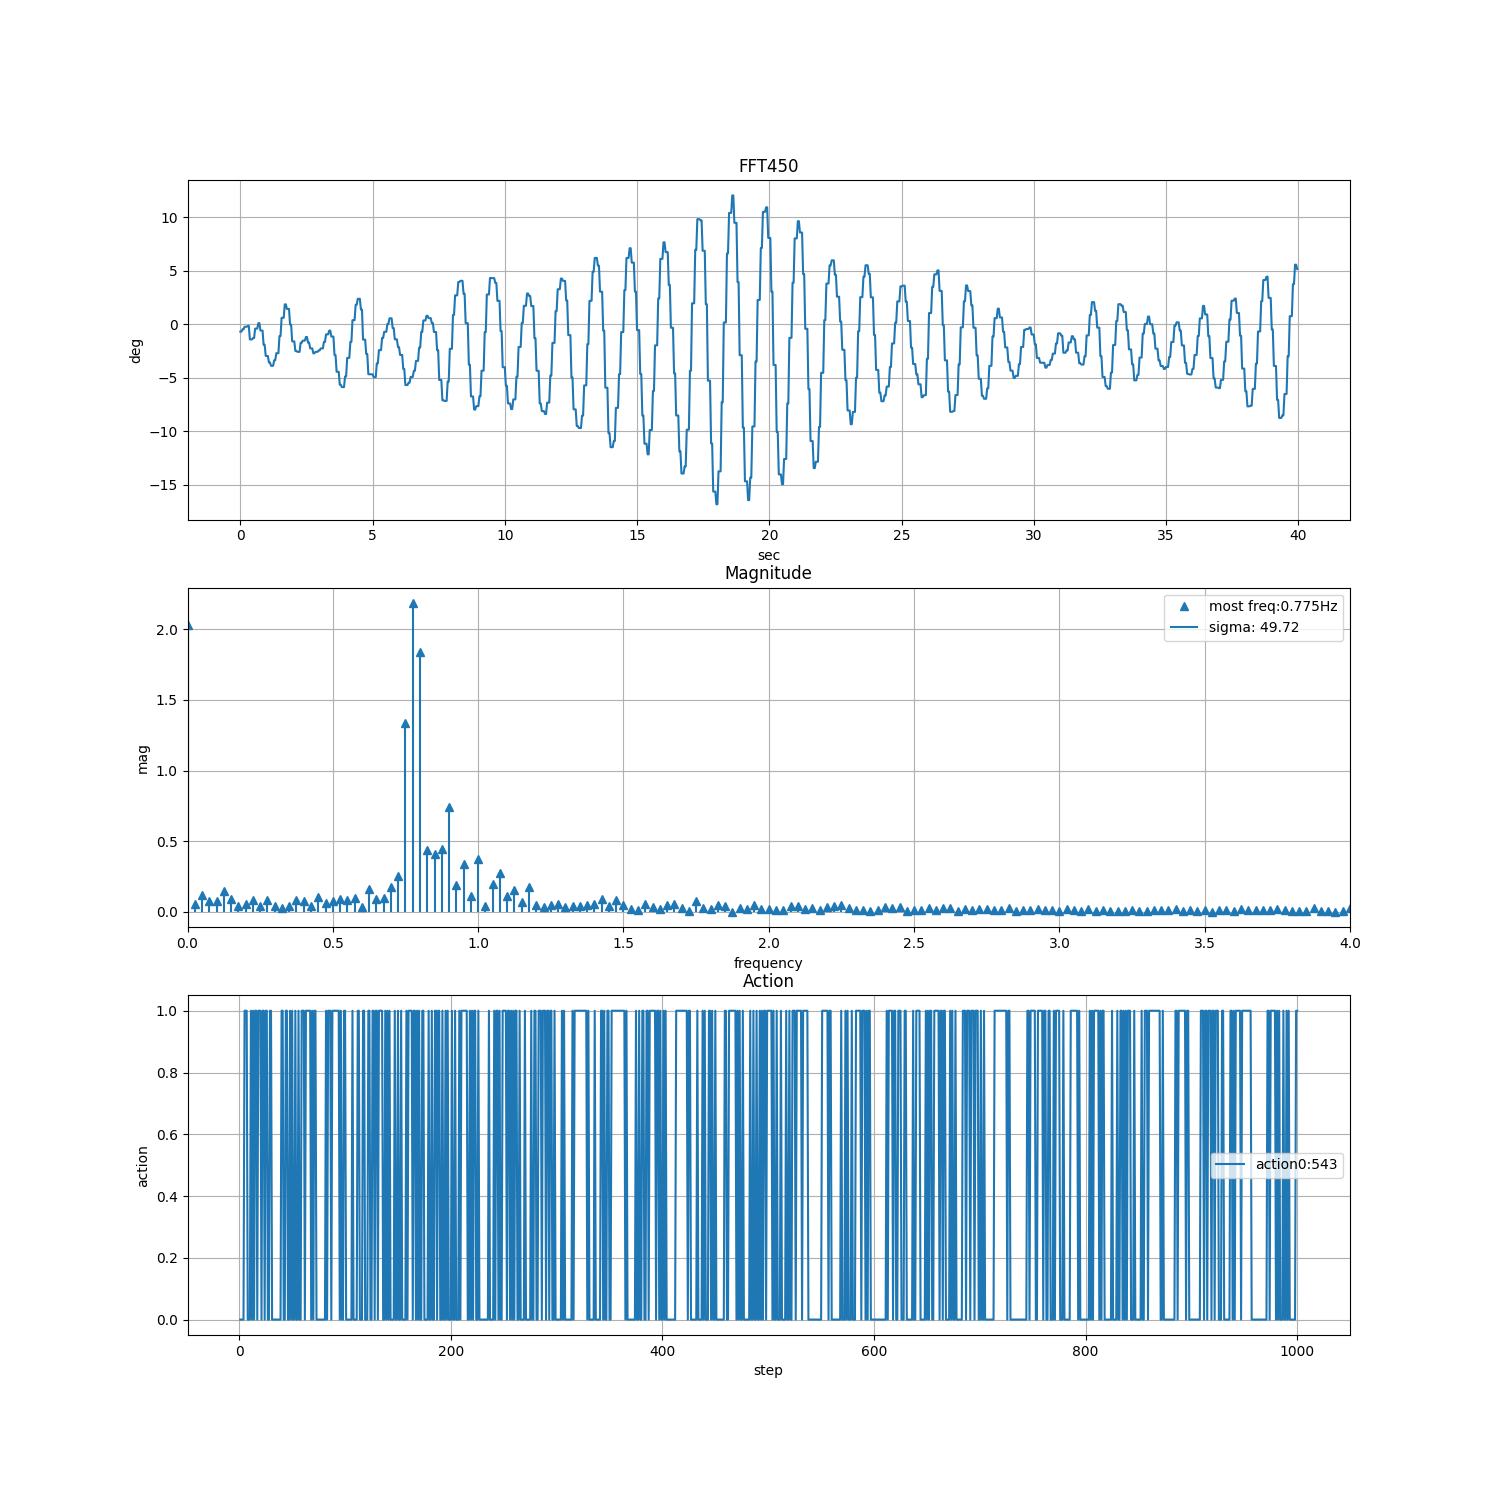 FFT450
10
5
0
−5
−10
−15
deg
0 5 10 15 20 25 30 35 40
sec
Magnitude
most freq:0.775Hz
sigma: 49.72
2.0
1.5
1.0
0.5
0.0
mag
0.0 0.5 1.0 1.5 2.0 2.5 3.0 3.5 4.0
frequency
Action
1.0
0.8
0.6
0.4
0.2
0.0
action
action0:543
0 200 400 600 800 1000
step